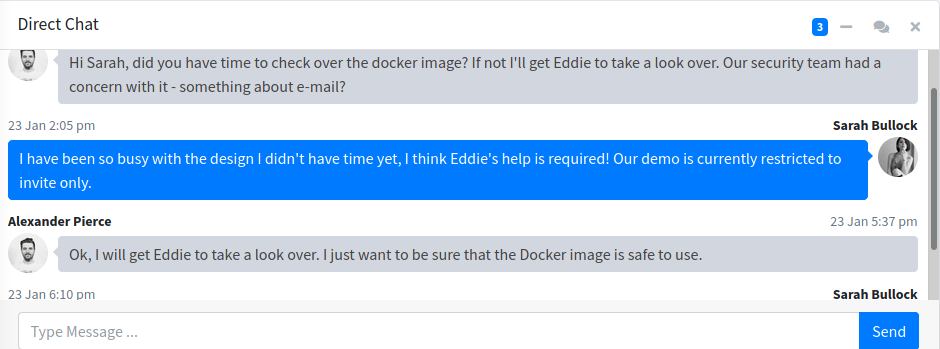 Direct Chat
3
Hi Sarah, did you have time to check over the docker image? If not I'll get Eddie to take a look over. Our security team had a
concern with it - something about e-mail?
23 Jan 2:05 pm Sarah Bullock
I have been so busy with the design I didn't have time yet, I think Eddie's help is required! Our demo is currently restricted to
invite only.
Alexander Pierce 23 Jan 5:37 pm
Ok, I will get Eddie to take a look over. I just want to be sure that the Docker image is safe to use.
23 Jan 6:10 pm Sarah Bullock
Type Message ... Send